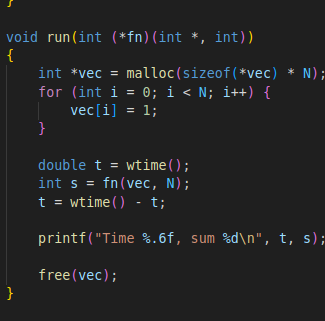 }
void run(int (*fn)(int *, int))
{
    int *vec = malloc(sizeof(*vec) * N);
    for (int i = 0; i < N; i++) {
        vec[i] = 1;
    }
    double t = wtime();
    int s = fn(vec, N);
    t = wtime() - t;
    printf("Time %.6f, sum %d\n", t, s);
    free(vec);
}